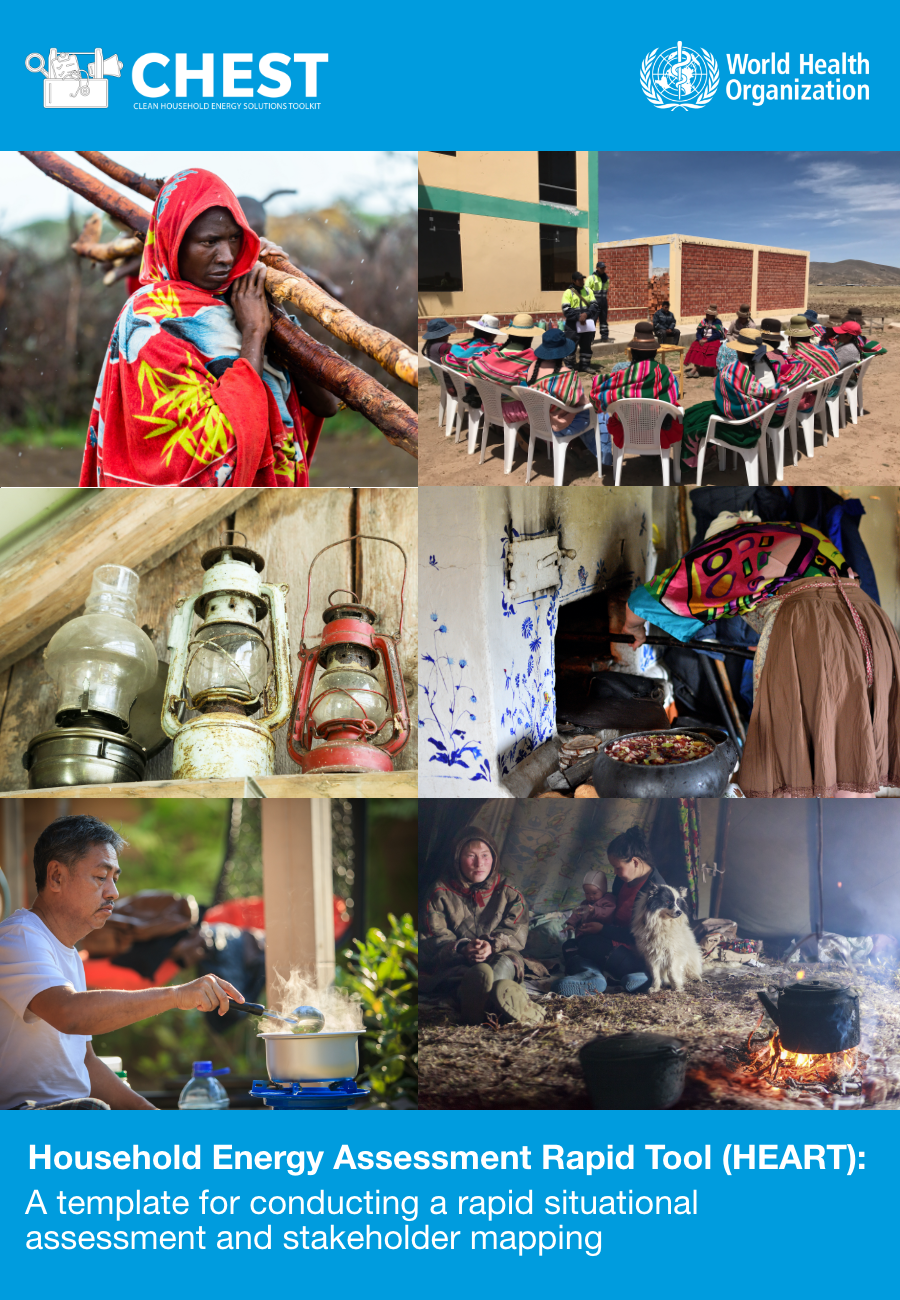 CHEST
CLEAN HOUSEHOLD ENERGY SOLUTIONS TOOLKIT
World Health
Organization
Household Energy Assessment Rapid Tool (HEART):
A template for conducting a rapid situational
assessment and stakeholder mapping